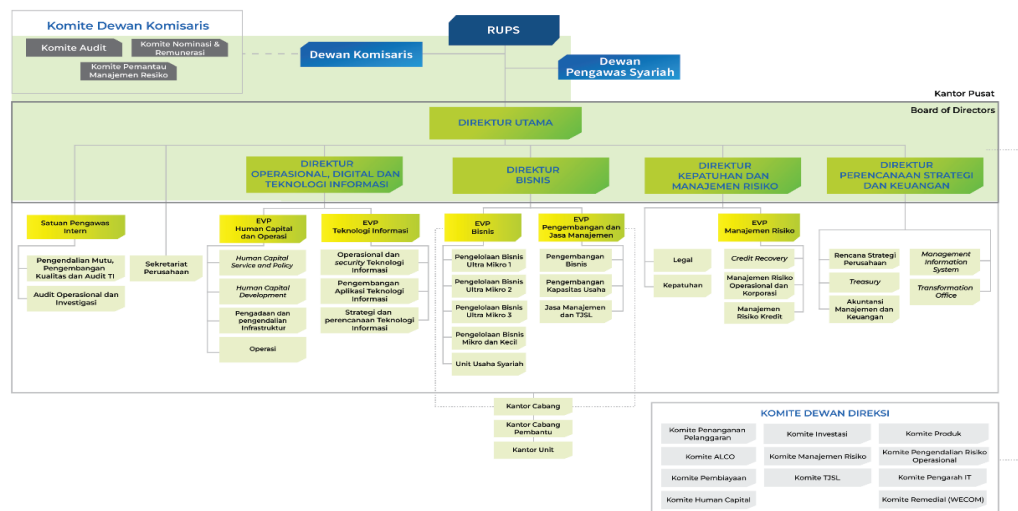 Komite Dewan Komisaris
Komite Audit
Komite Nominasi &
Remunerasi
Komite Pemantau
Manajemen Resiko
RUPS
Dewan Komisaris
Dewan
Pengawas Syariah
Kantor Pusat
Board of Directors
DIREKTUR UTAMA
DIREKTUR
OPERASIONAL, DIGITAL DAN
TEKNOLOGI INFORMASI
DIREKTUR
BISNIS
DIREKTUR
KEPATUHAN DAN
MANAJEMEN RISIKO
DIREKTUR
PERENCANAAN STRATEGI
DAN KEUANGAN
Satuan Pengawas
Intern
Pengendalian Mutu,
Pengembangan
Kualitas dan Audit TI
Audit Operasional dan
Investigasi
Sekretariat
Perusahaan
EVP
Human Capital
dan Operasi
Human Capital
Service and Policy
Human Capital
Development
Pengadaan dan
pengendalian
Infrastruktur
Operasi
EVP
Teknologi Informasi
Operasional dan
security Teknologi
Informasi
Pengembangan
Aplikasi Teknologi
Informasi
Strategi dan
perencanaan Teknologi
Informasi
EVP
Bisnis
Pengeloloaan Bisnis
Ultra Mikro 1
Pengelolaan Bisnis
Ultra Mikro 2
Pengelolaan Bisnis
Ultra Mikro 3
Pengelolaan Bisnis
Mikro dan Kecil
Unit Usaha Syariah
EVP
Pengembangan dan
Jasa Manajemen
Pengembangan
Bisnis
Pengembangan
Kapasitas Usaha
Jasa Manajemen
dan TJSL
Legal
Kepatuhan
EVP
Manajemen Risiko
Credit Recovery
Manajemen Risiko
Operasional dan
Korporasi
Manajemen
Risiko Kredit
Rencana Strategi
Perusahaan
Treasury
Akuntansi
Manajemen dan
Keuangan
Management
Information
System
Transformation
Office
Kantor Cabang
Kantor Cabang
Pembantu
Kantor Unit
KOMITE DEWAN DIREKSI
Komite Penanganan
Pelanggaran
Komite Investasi
Komite Produk
Komite ALCO
Komite Manajemen Risiko
Komite Pengendalian Risiko
Operasional
Komite Pembiayaan
Komite TJSL
Komite Pengarah IT
Komite Human Capital
Komite Remedial (WECOM)